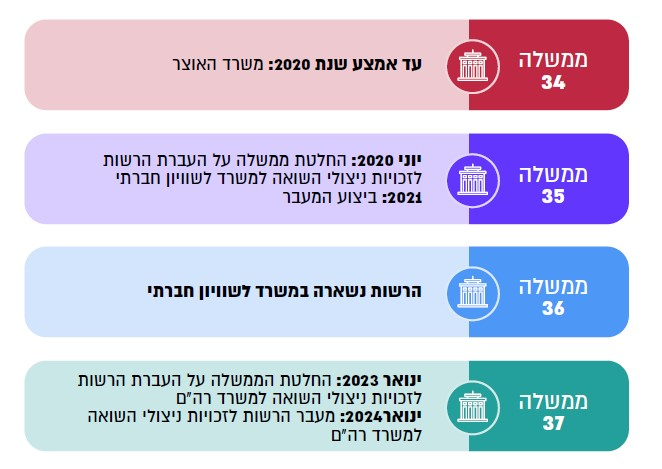 ממשלה
34
עד אמצע שנת 2020: משרד האוצר
ממשלה
35
יוני 2020: החלטת ממשלה על העברת הרשות
לזכויות ניצולי השואה למשרד לשוויון חברתי
2021: ביצוע המעבר
ממשלה
36
הרשות נשארה במשרד לשוויון חברתי
ממשלה
37
ינואר 2023: החלטת הממשלה על העברת הרשות
לזכויות ניצולי השואה למשרד רה"ם
ינואר2024: מעבר הרשות לזכויות ניצולי השואה
למשרד רה"ם